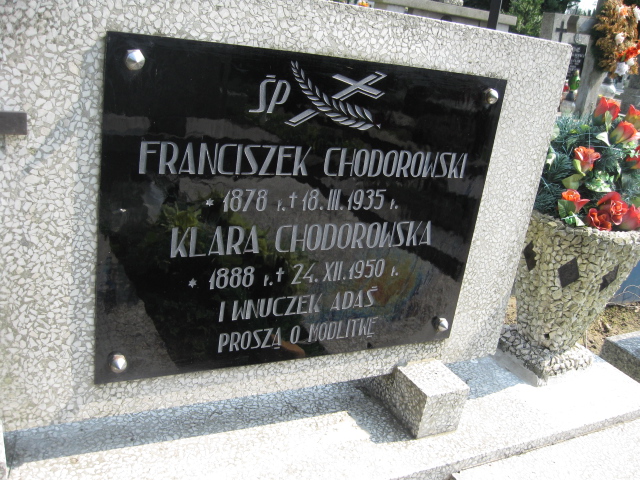 ŚP
FRANCISZEK CHODOROWSKI
* 1878 r. † 18. III. 1935 r.
KLARA CHODOROWSKA
* 1888 r. † 24. XII. 1950 r.
I WNUCZEK ADAŚ
PROSZĄ O MODLITWĘ